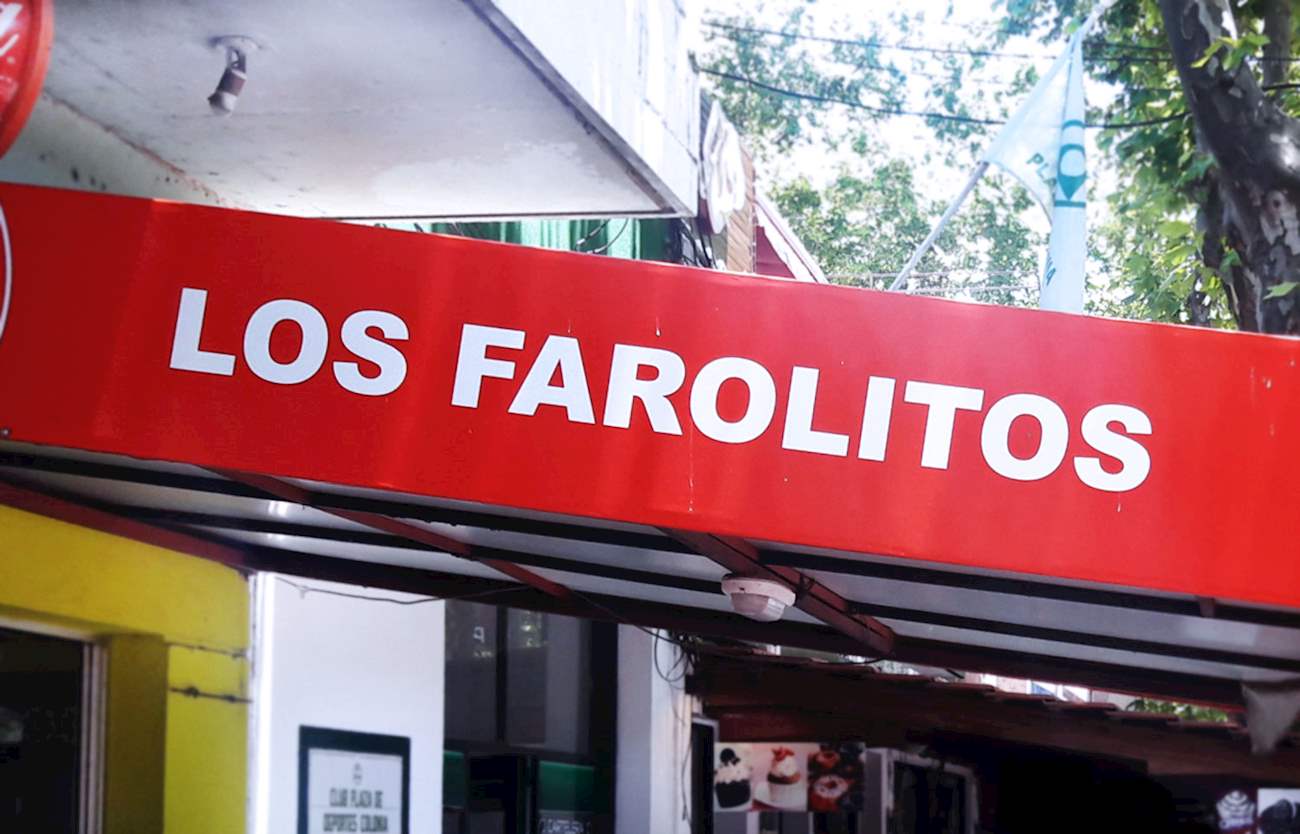 LOS FAROLITOS
CLUB PLAZA DE
DEPORTES COLONIA